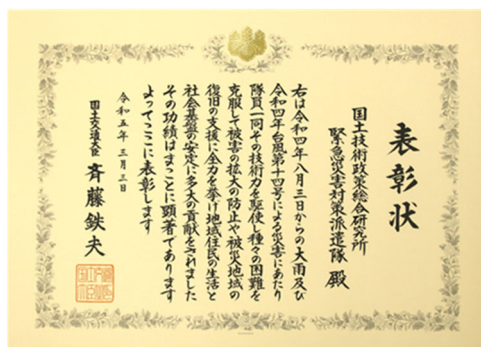 表彰状
国土技術政策総合研究所
緊急災害対策派遣隊 殿
右は令和四年八月三日からの大雨及び
令和四年台風第十四号による災害にあたり
隊員一同その技術力を駆使し種々の困難を
克服して被害の拡大の防止や被災地域の
復旧の支援に全力を挙げ地域住民の生活と
社会基盤の安定に多大の貢献をされました
その功績はまことに顕著であります
よってここに表彰します
令和五年三月三日
国土交通大臣 斉藤鉄夫